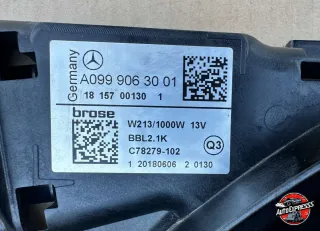 Germany
A099 906 30 01
18 157 00130 1
brose
W213/1000W 13V
BBL2.1K
C78279-102
Q3
1 20180606 2 0130
AUTOEXPRESSS